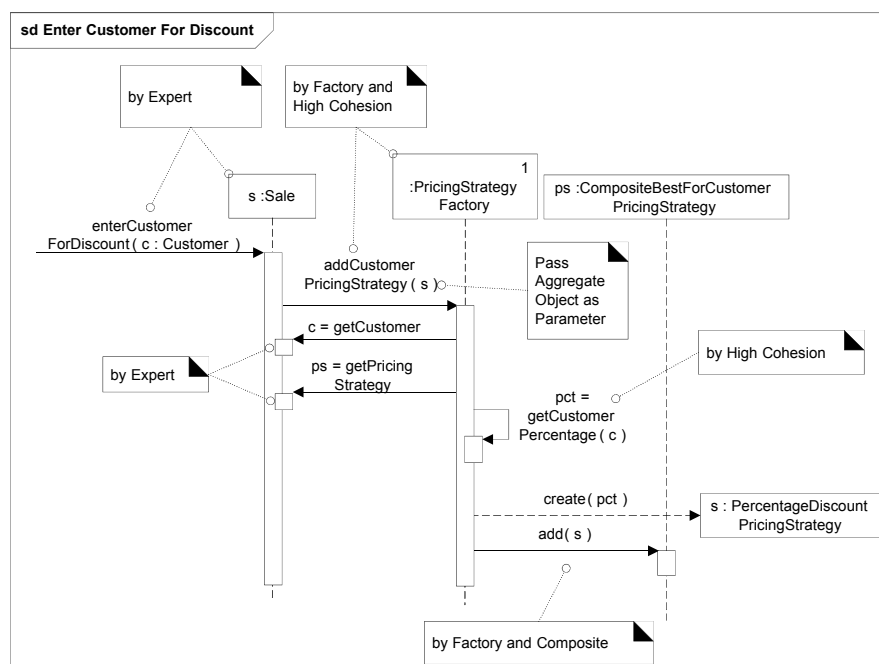 sd Enter Customer For Discount
by Expert
by Factory and
High Cohesion
1
:PricingStrategy
Factory
s :Sale
ps :CompositeBestForCustomer
PricingStrategy
enterCustomer
ForDiscount( c : Customer )
addCustomer
PricingStrategy( s )
Pass
Aggregate
Object as
Parameter
c = getCustomer
by High Cohesion
by Expert
ps = getPricing
Strategy
pct =
getCustomer
Percentage( c )
create( pct )
s : PercentageDiscount
PricingStrategy
add( s )
by Factory and Composite